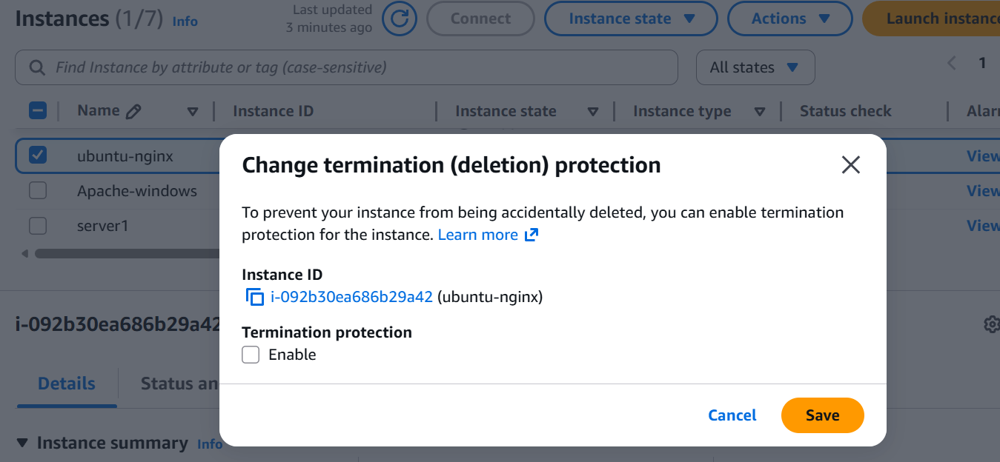 Instances (1/7) Info
Last updated
3 minutes ago
Connect
Instance state
Actions
Launch instance
Find Instance by attribute or tag (case-sensitive)
All states
1
Name Instance ID Instance state Instance type Status check
ubuntu-nginx View
Apache-windows View
server1 View
Change termination (deletion) protection
To prevent your instance from being accidentally deleted, you can enable termination
protection for the instance. Learn more
Instance ID
i-092b30ea686b29a42 (ubuntu-nginx)
Termination protection
Enable
Cancel Save
i-092b30ea686b29a42
Details Status an
Instance summary Info